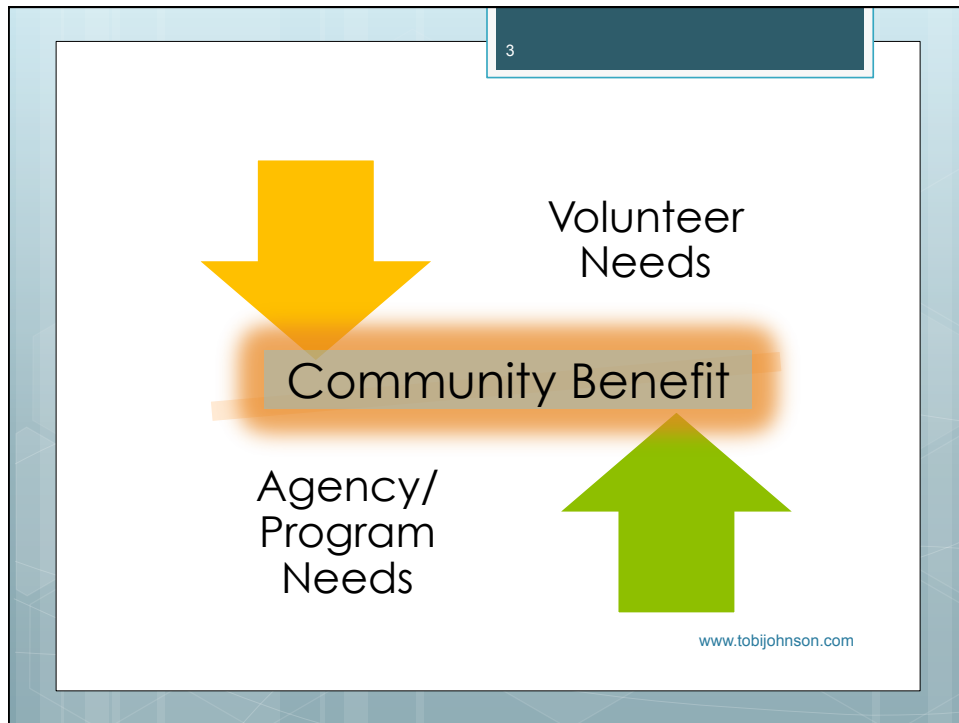 3
Volunteer
Needs
Community Benefit
Agency/
Program
Needs
www.tobijohnson.com